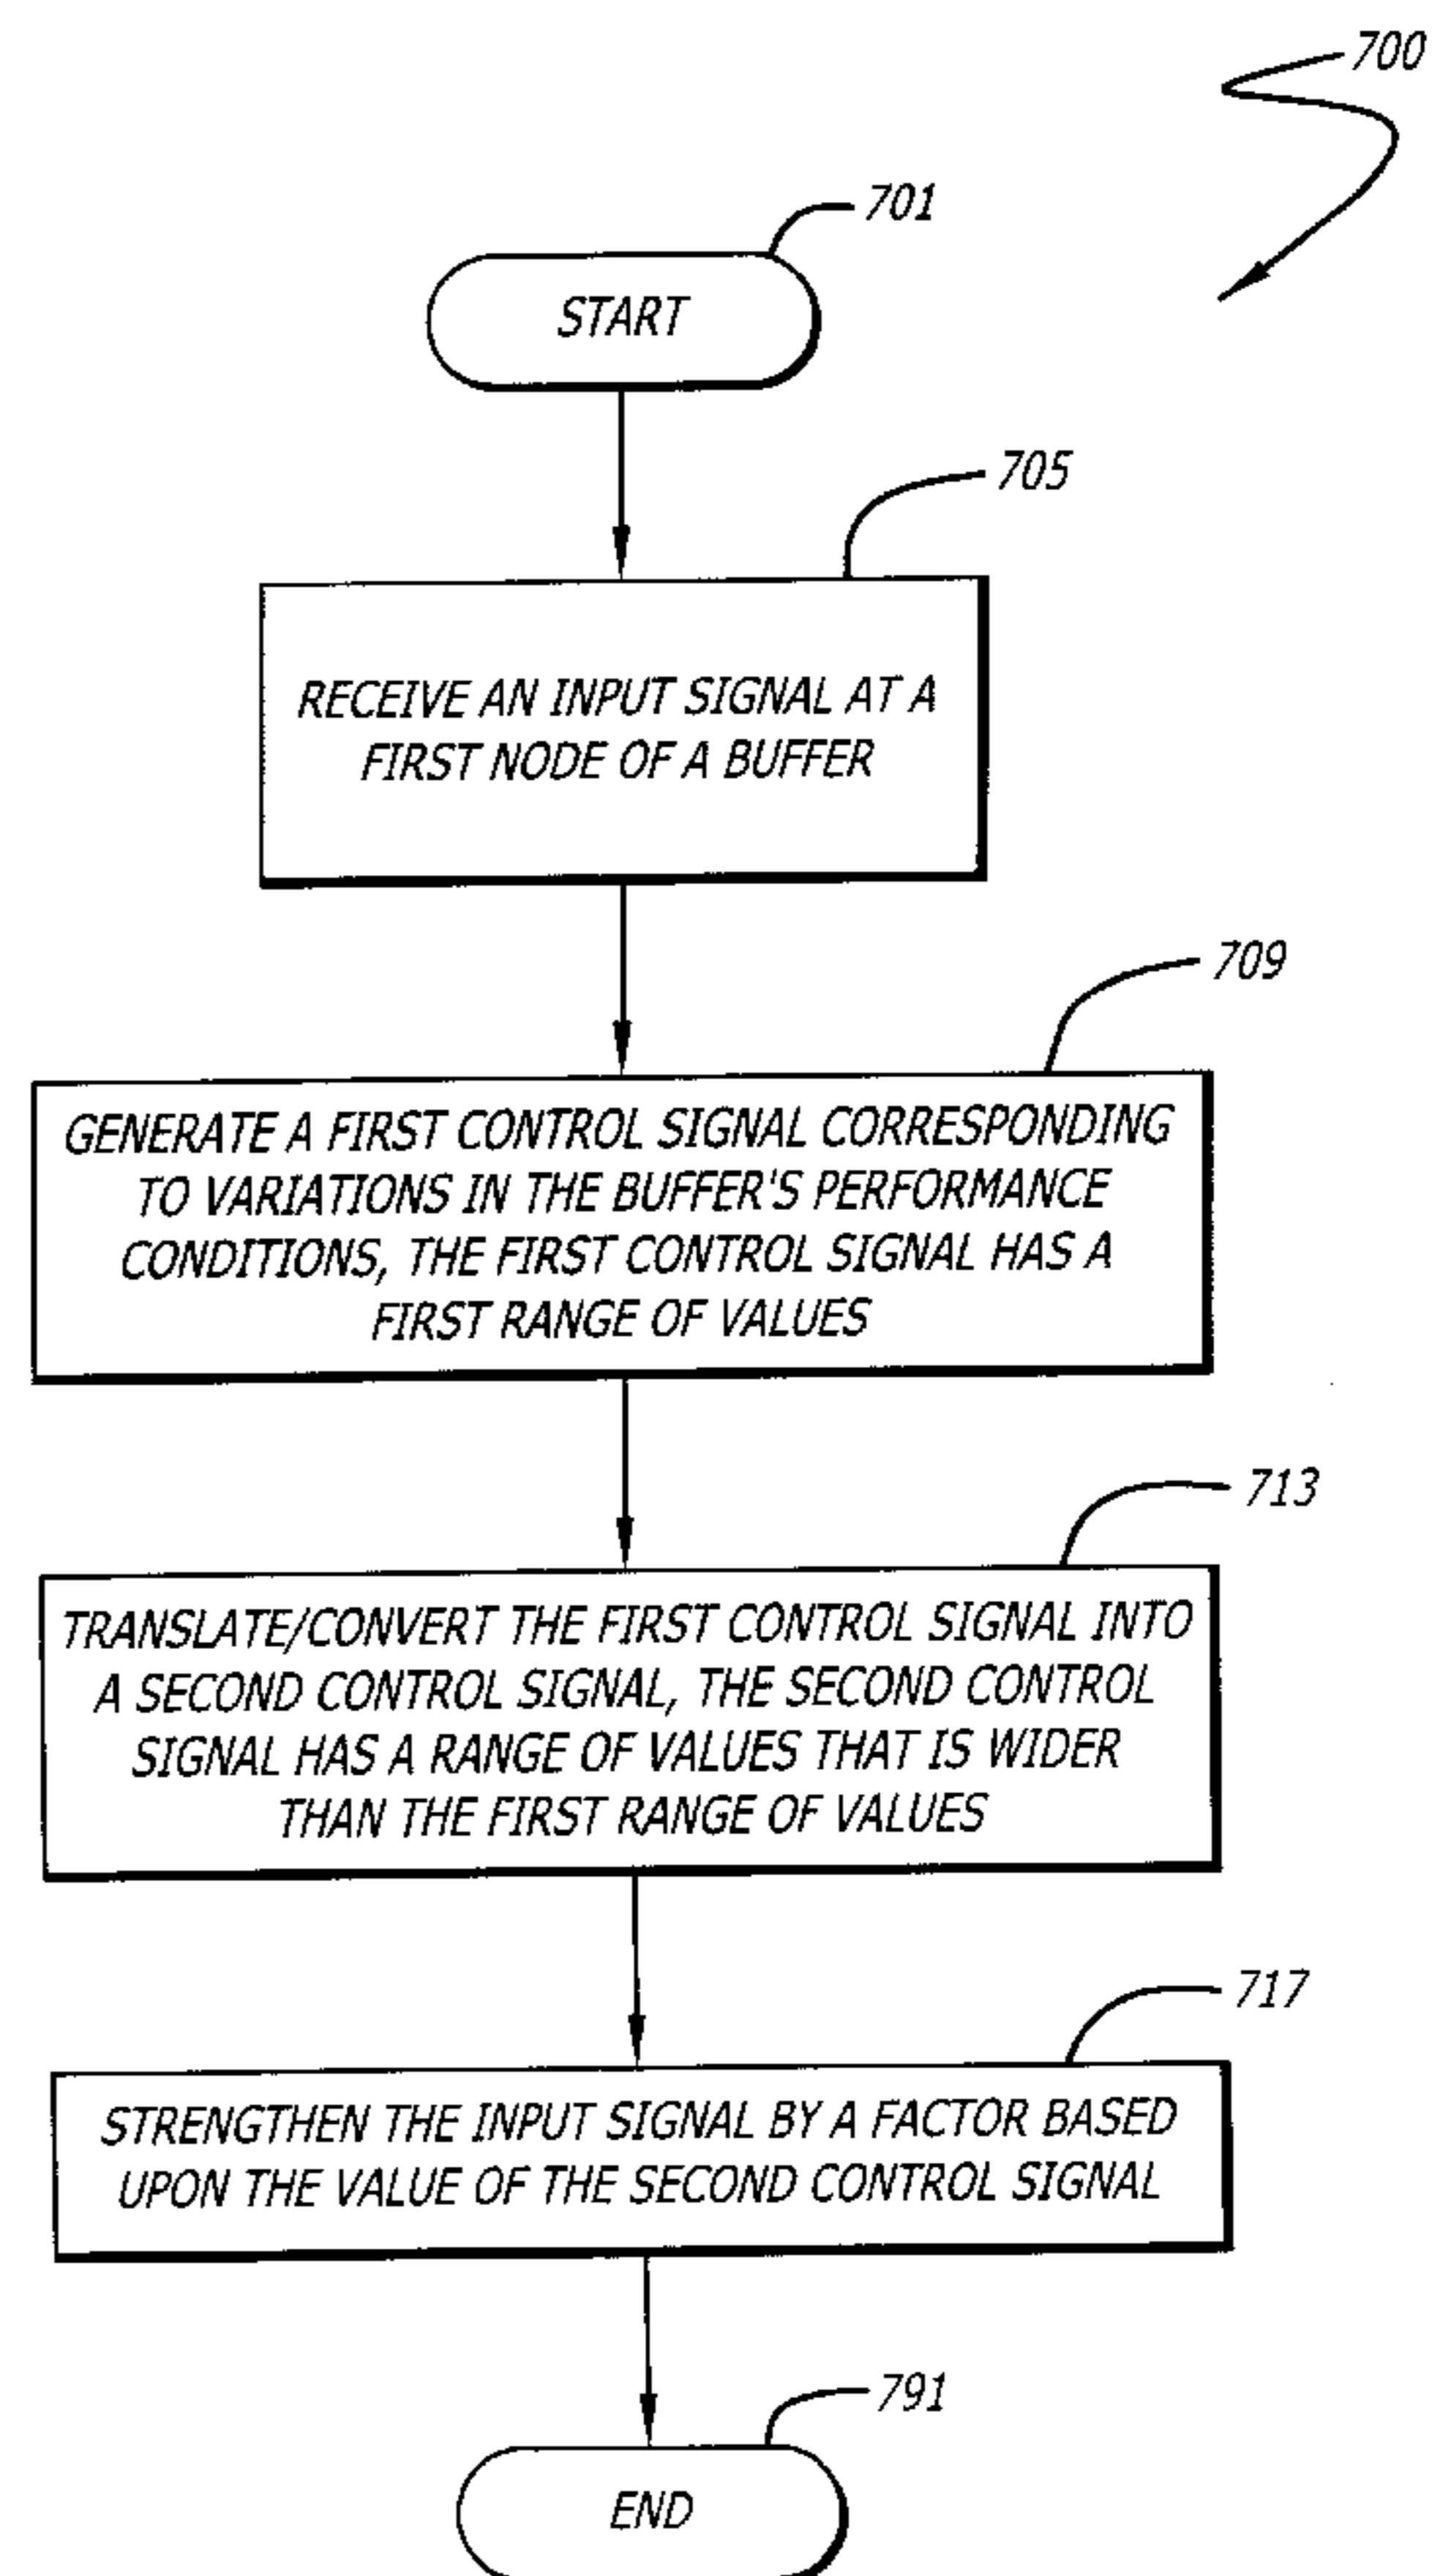 700
701
START
705
RECEIVE AN INPUT SIGNAL AT A
FIRST NODE OF A BUFFER
709
GENERATE A FIRST CONTROL SIGNAL CORRESPONDING
TO VARIATIONS IN THE BUFFER'S PERFORMANCE
CONDITIONS, THE FIRST CONTROL SIGNAL HAS A
FIRST RANGE OF VALUES
713
TRANSLATE/CONVERT THE FIRST CONTROL SIGNAL INTO
A SECOND CONTROL SIGNAL, THE SECOND CONTROL
SIGNAL HAS A RANGE OF VALUES THAT IS WIDER
THAN THE FIRST RANGE OF VALUES
717
STRENGTHEN THE INPUT SIGNAL BY A FACTOR BASED
UPON THE VALUE OF THE SECOND CONTROL SIGNAL
791
END